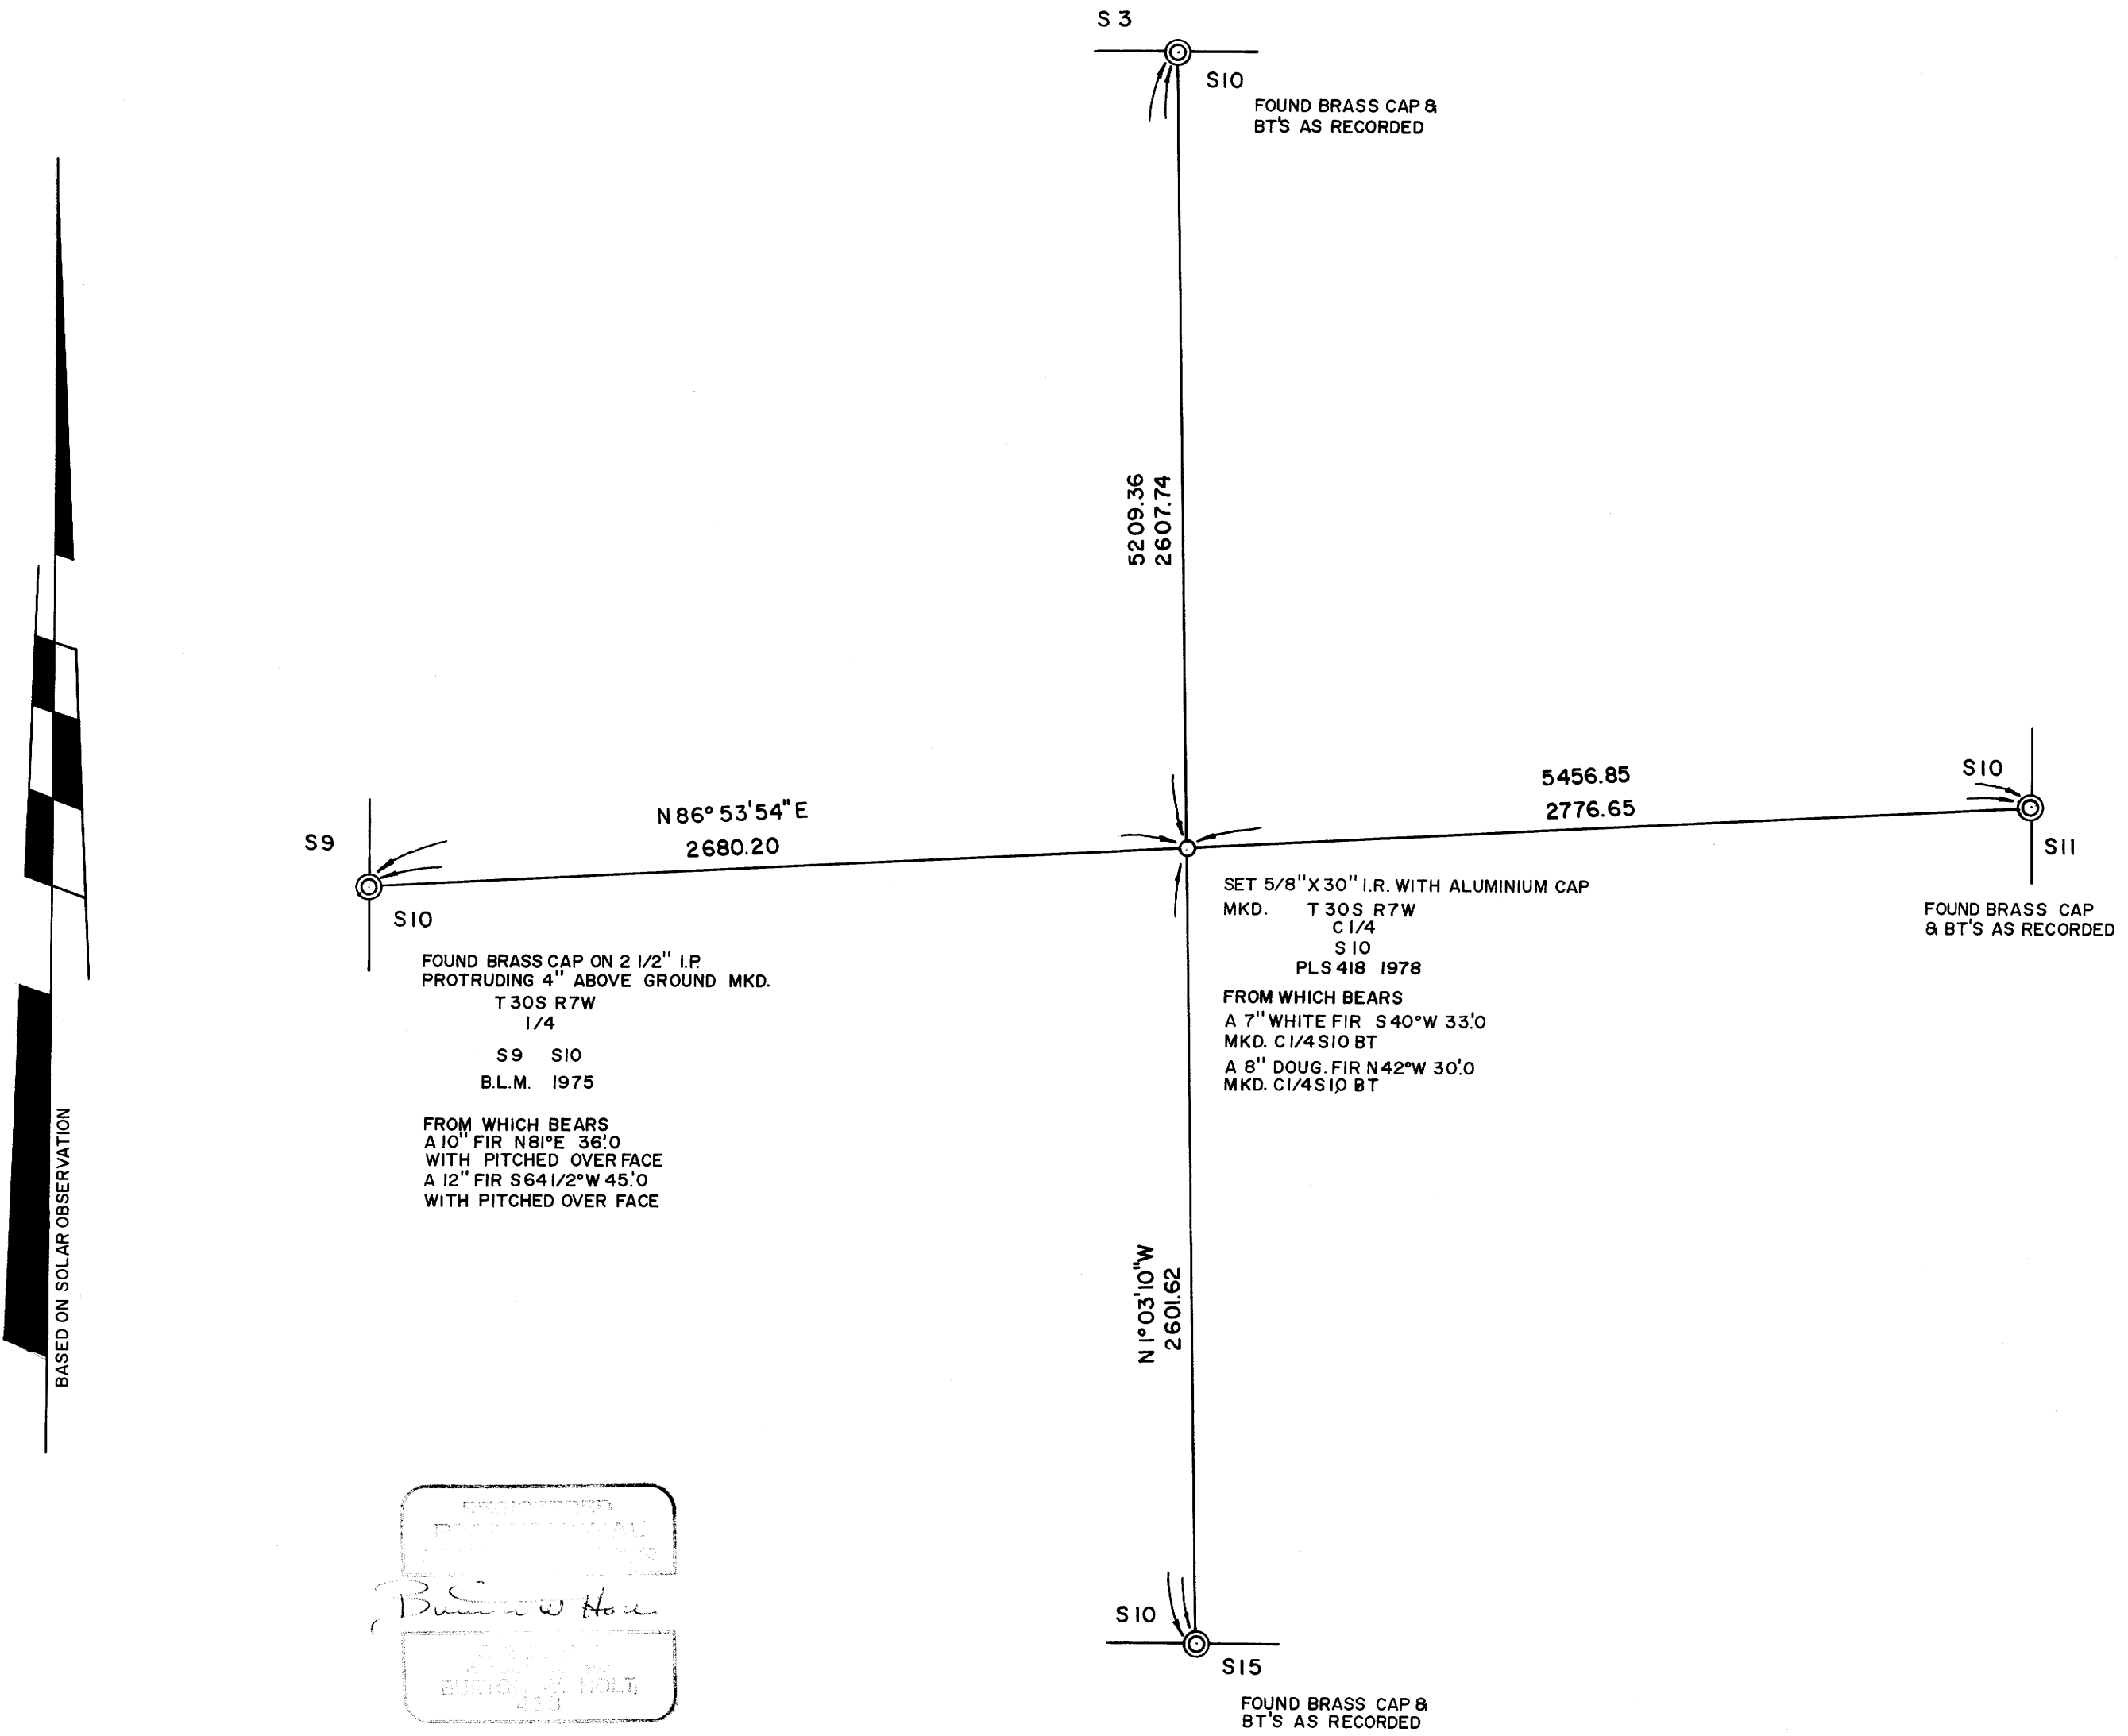 S 3
S10
FOUND BRASS CAP &
BT'S AS RECORDED
5209.36
2607.74
N 86° 53' 54" E
2680.20
5456.85
2776.65
S9
S10
S10
S11
FOUND BRASS CAP
& BT'S AS RECORDED
FOUND BRASS CAP ON 2 1/2" I.P.
PROTRUDING 4" ABOVE GROUND MKD.
T 30S R7W
1/4
S9 S10
B.L.M. 1975
FROM WHICH BEARS
A 10" FIR N81°E 36'.0
WITH PITCHED OVER FACE
A 12" FIR S64 1/2°W 45'.0
WITH PITCHED OVER FACE
SET 5/8" X 30" I.R. WITH ALUMINIUM CAP
MKD. T 30S R7W
C 1/4
S 10
PLS 418 1978
FROM WHICH BEARS
A 7" WHITE FIR S 40°W 33'.0
MKD. C 1/4 S10 BT
A 8" DOUG. FIR N 42°W 30'.0
MKD. C1/4 S10 BT
N 1° 03' 10" W
2601.62
S10
S15
FOUND BRASS CAP &
BT'S AS RECORDED
BASED ON SOLAR OBSERVATION
REGISTERED
BURTON W. HOLT
418